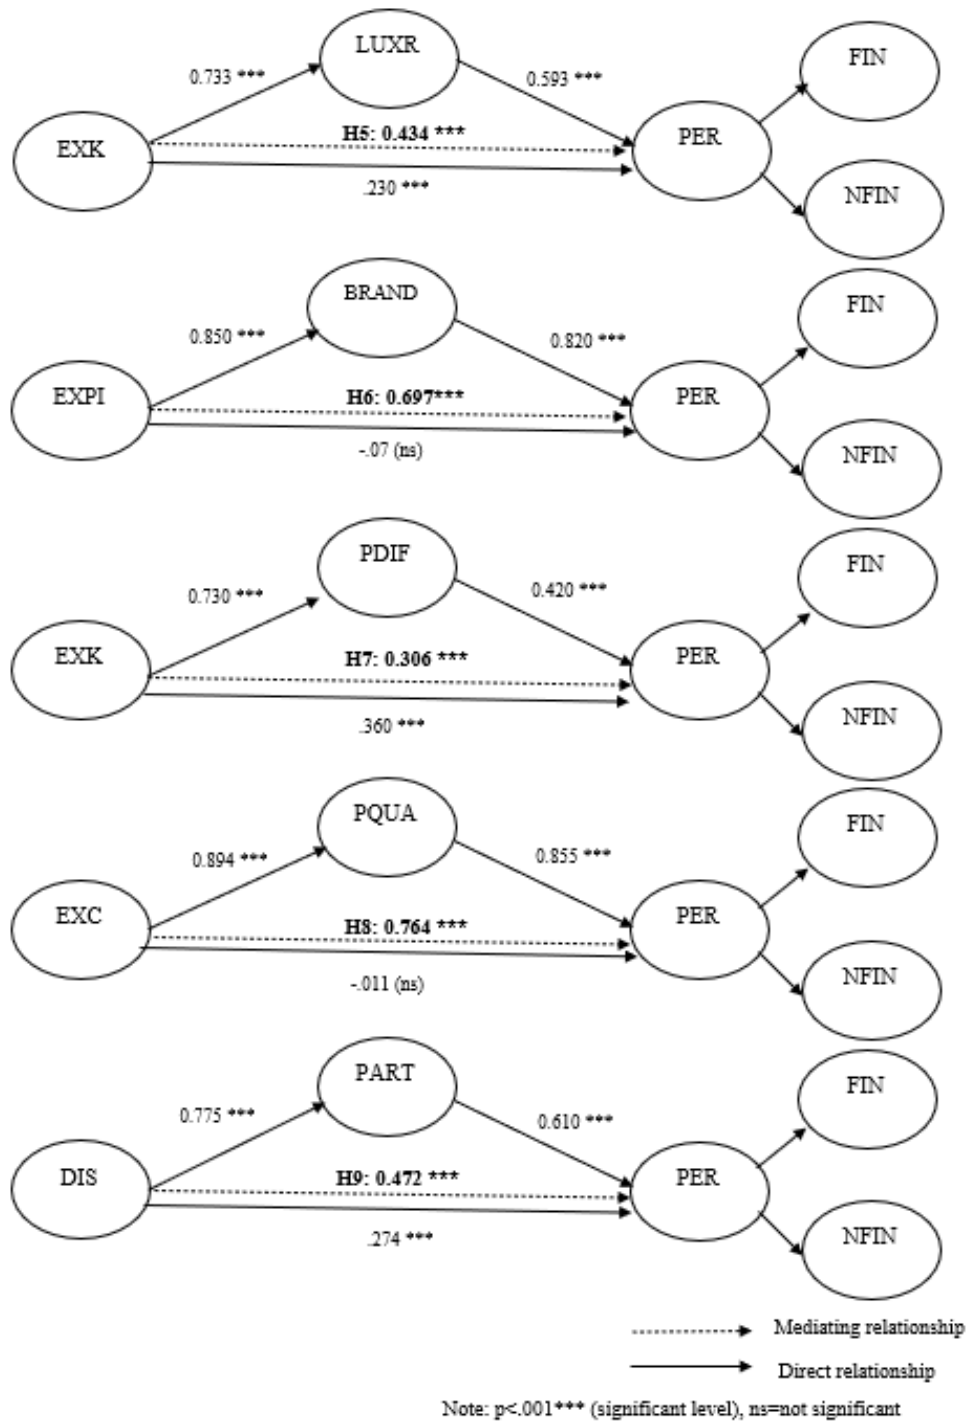 LUXR
FIN
0.733 ***
0.593 ***
EXK
H5: 0.434 ***
PER
.230 ***
NFIN
BRAND
FIN
0.850 ***
0.820 ***
EXPI
H6: 0.697***
PER
-.07 (ns)
NFIN
PDIF
FIN
0.730 ***
0.420 ***
EXK
H7: 0.306 ***
PER
.360 ***
NFIN
PQUA
FIN
0.894 ***
0.855 ***
EXC
H8: 0.764 ***
PER
-.011 (ns)
NFIN
PART
FIN
0.775 ***
0.610 ***
DIS
H9: 0.472 ***
PER
.274 ***
NFIN
Mediating relationship
Direct relationship
Note: p<.001*** (significant level), ns=not significant